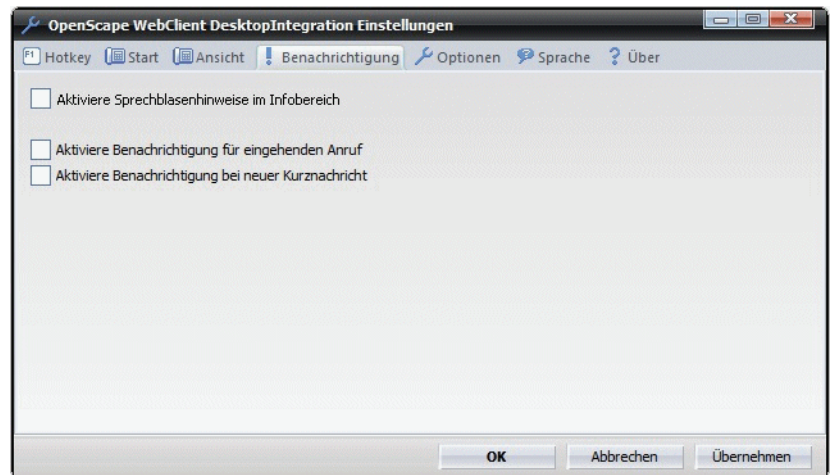 OpenScape WebClient DesktopIntegration Einstellungen
F1 Hotkey Start Ansicht Benachrichtigung Optionen Sprache ? Über
Aktiviere Sprechblasenhinweise im Infobereich
Aktiviere Benachrichtigung für eingehenden Anruf
Aktiviere Benachrichtigung bei neuer Kurznachricht
OK Abbrechen Übernehmen